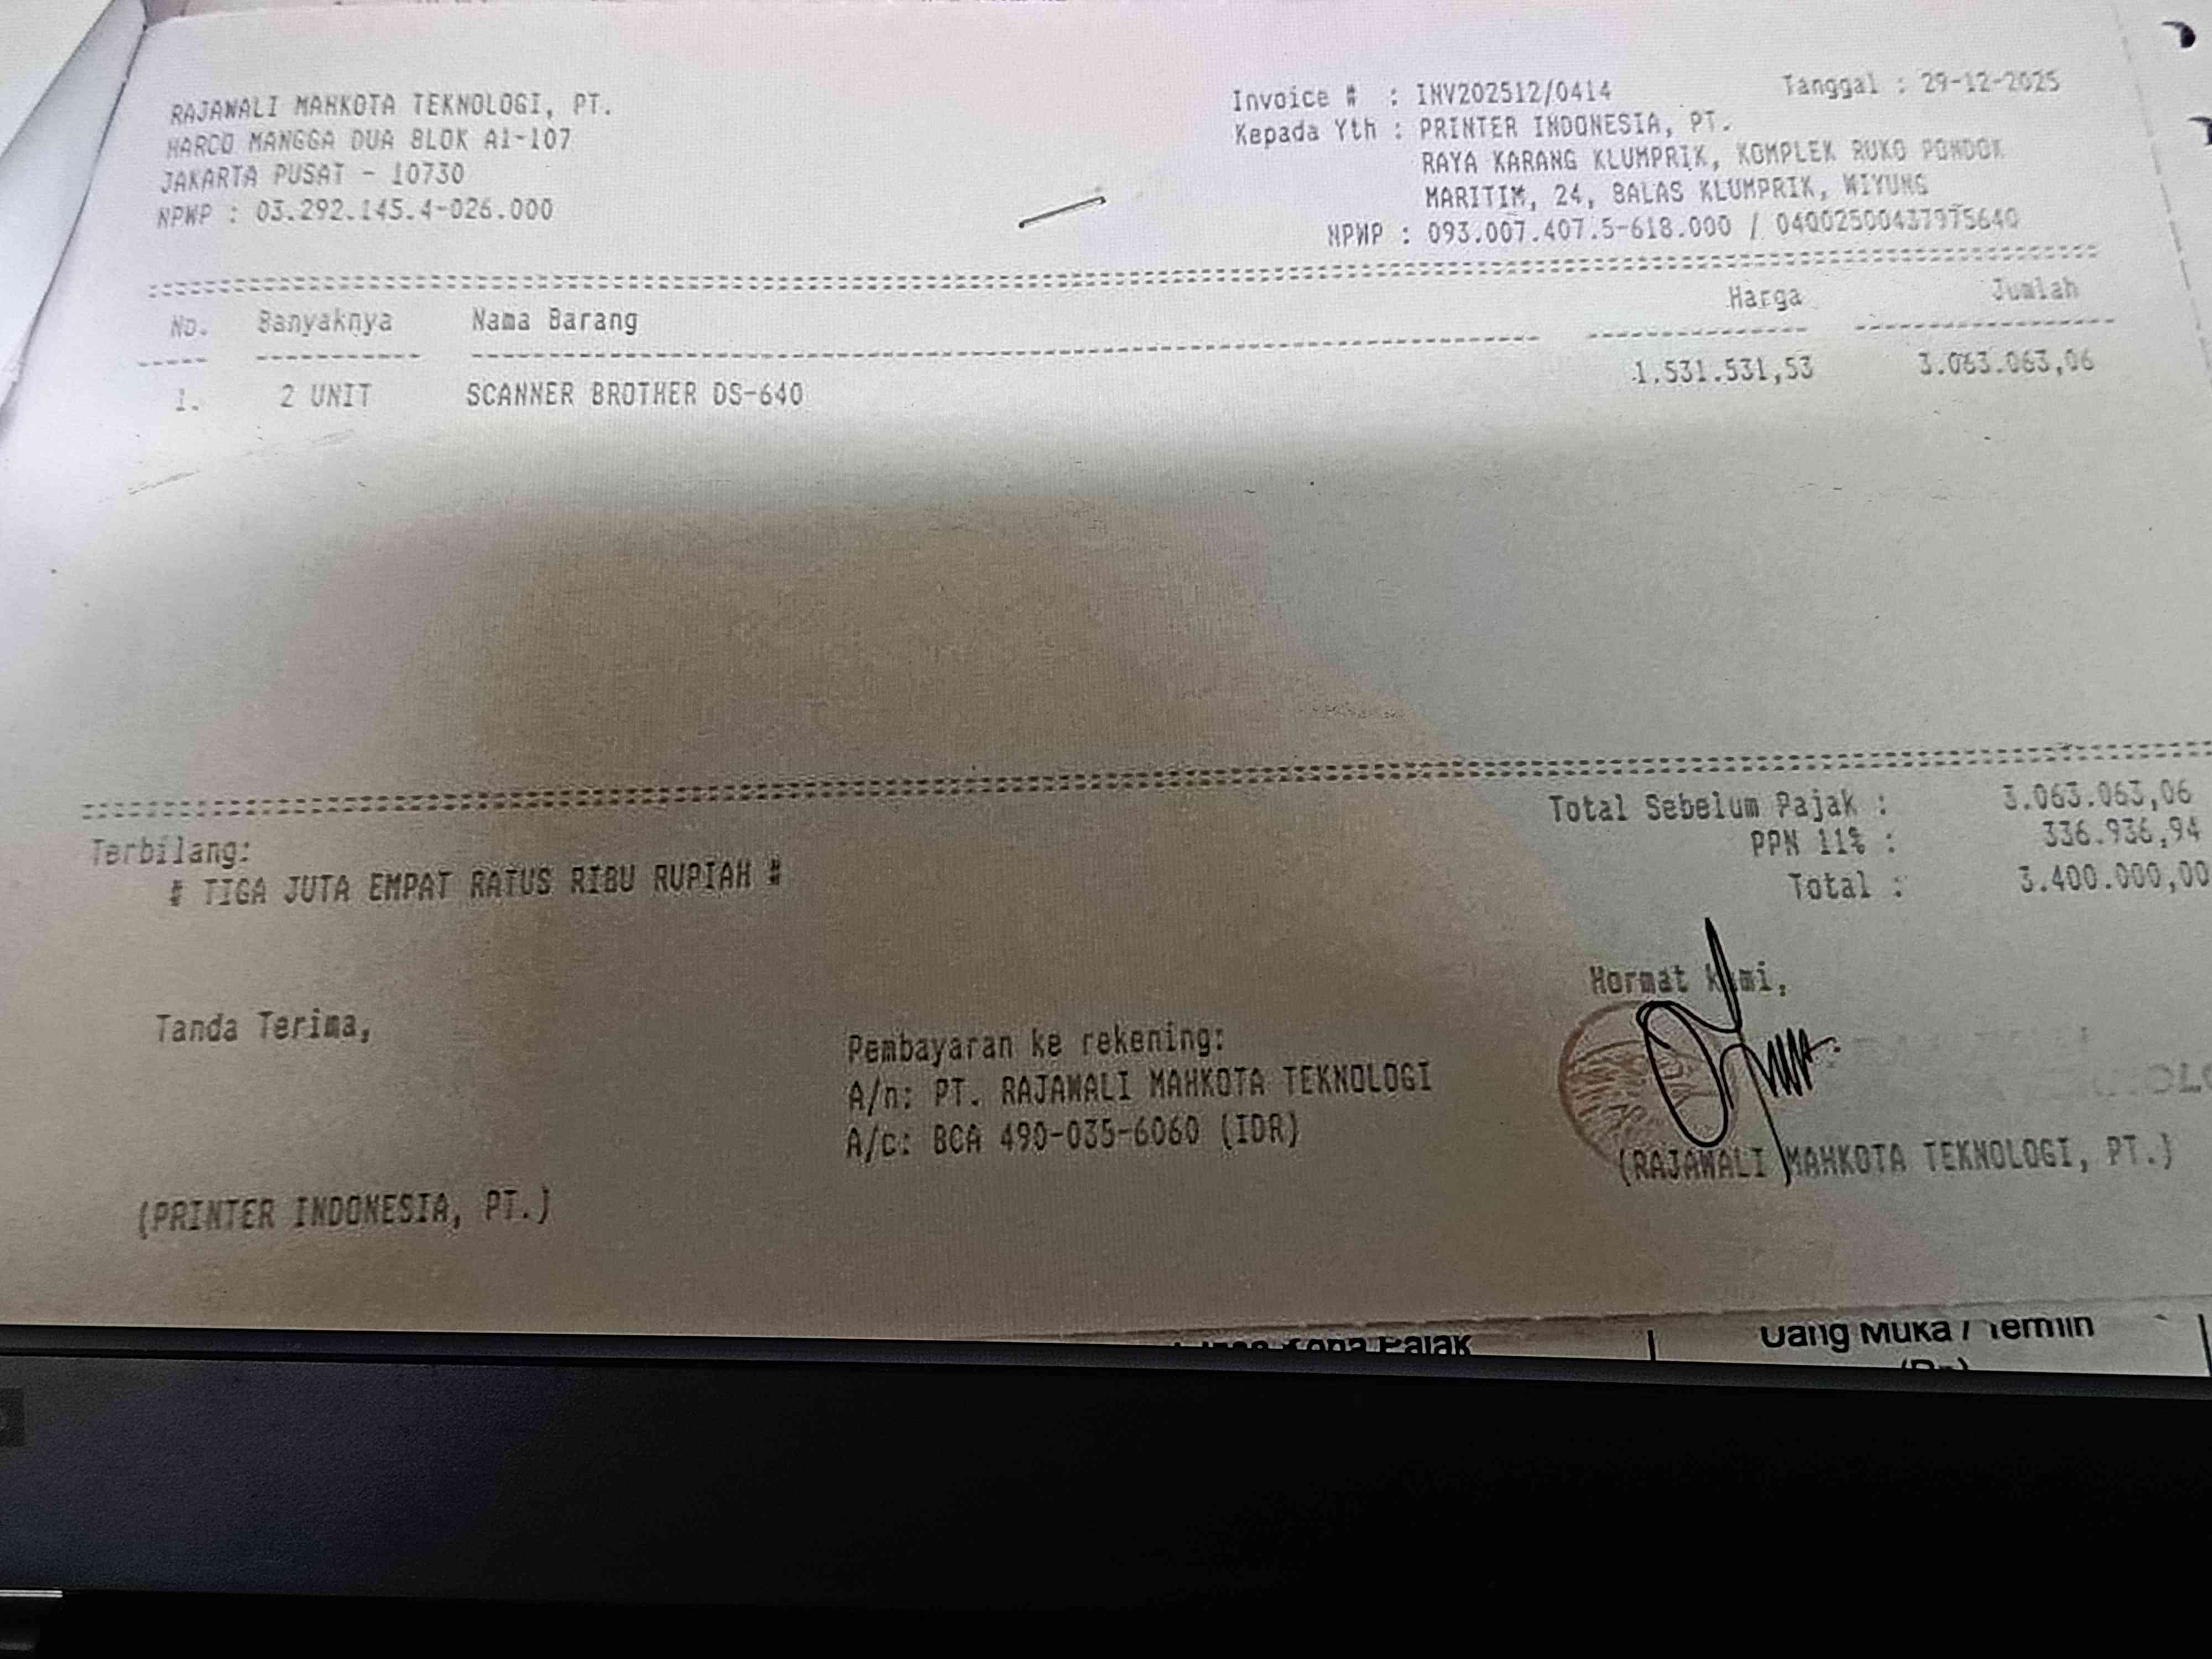 RAJAWALI MAHKOTA TEKNOLOGI, PT.
HARCO MANGGA DUA BLOK A1-107
JAKARTA PUSAT - 10730
NPWP : 03.292.145.4-026.000
Invoice # : INV202512/0414 Tanggal : 29-12-2025
Kepada Yth : PRINTER INDONESIA, PT.
RAYA KARANG KLUMPRIK, KOMPLEK RUKO PONDOK
MARITIM, 24, BALAS KLUMPRIK, WIYUNG
NPWP : 093.007.407.5-618.000 / 0400250043797564​0
No. Banyaknya Nama Barang Harga Jumlah
1. 2 UNIT SCANNER BROTHER DS-640 1.531.531,53 3.063.063,06
Total Sebelum Pajak : 3.063.063,06
PPN 11% : 336.936,94
Total : 3.400.000,00
Terbilang:
# TIGA JUTA EMPAT RATUS RIBU RUPIAH #
Hormat kami,
Tanda Terima,
Pembayaran ke rekening:
A/n: PT. RAJAWALI MAHKOTA TEKNOLOGI
A/c: BCA 490-035-6060 (IDR)
(RAJAWALI MAHKOTA TEKNOLOGI, PT.)
(PRINTER INDONESIA, PT.)
Pajak
Uang Muka / Termin